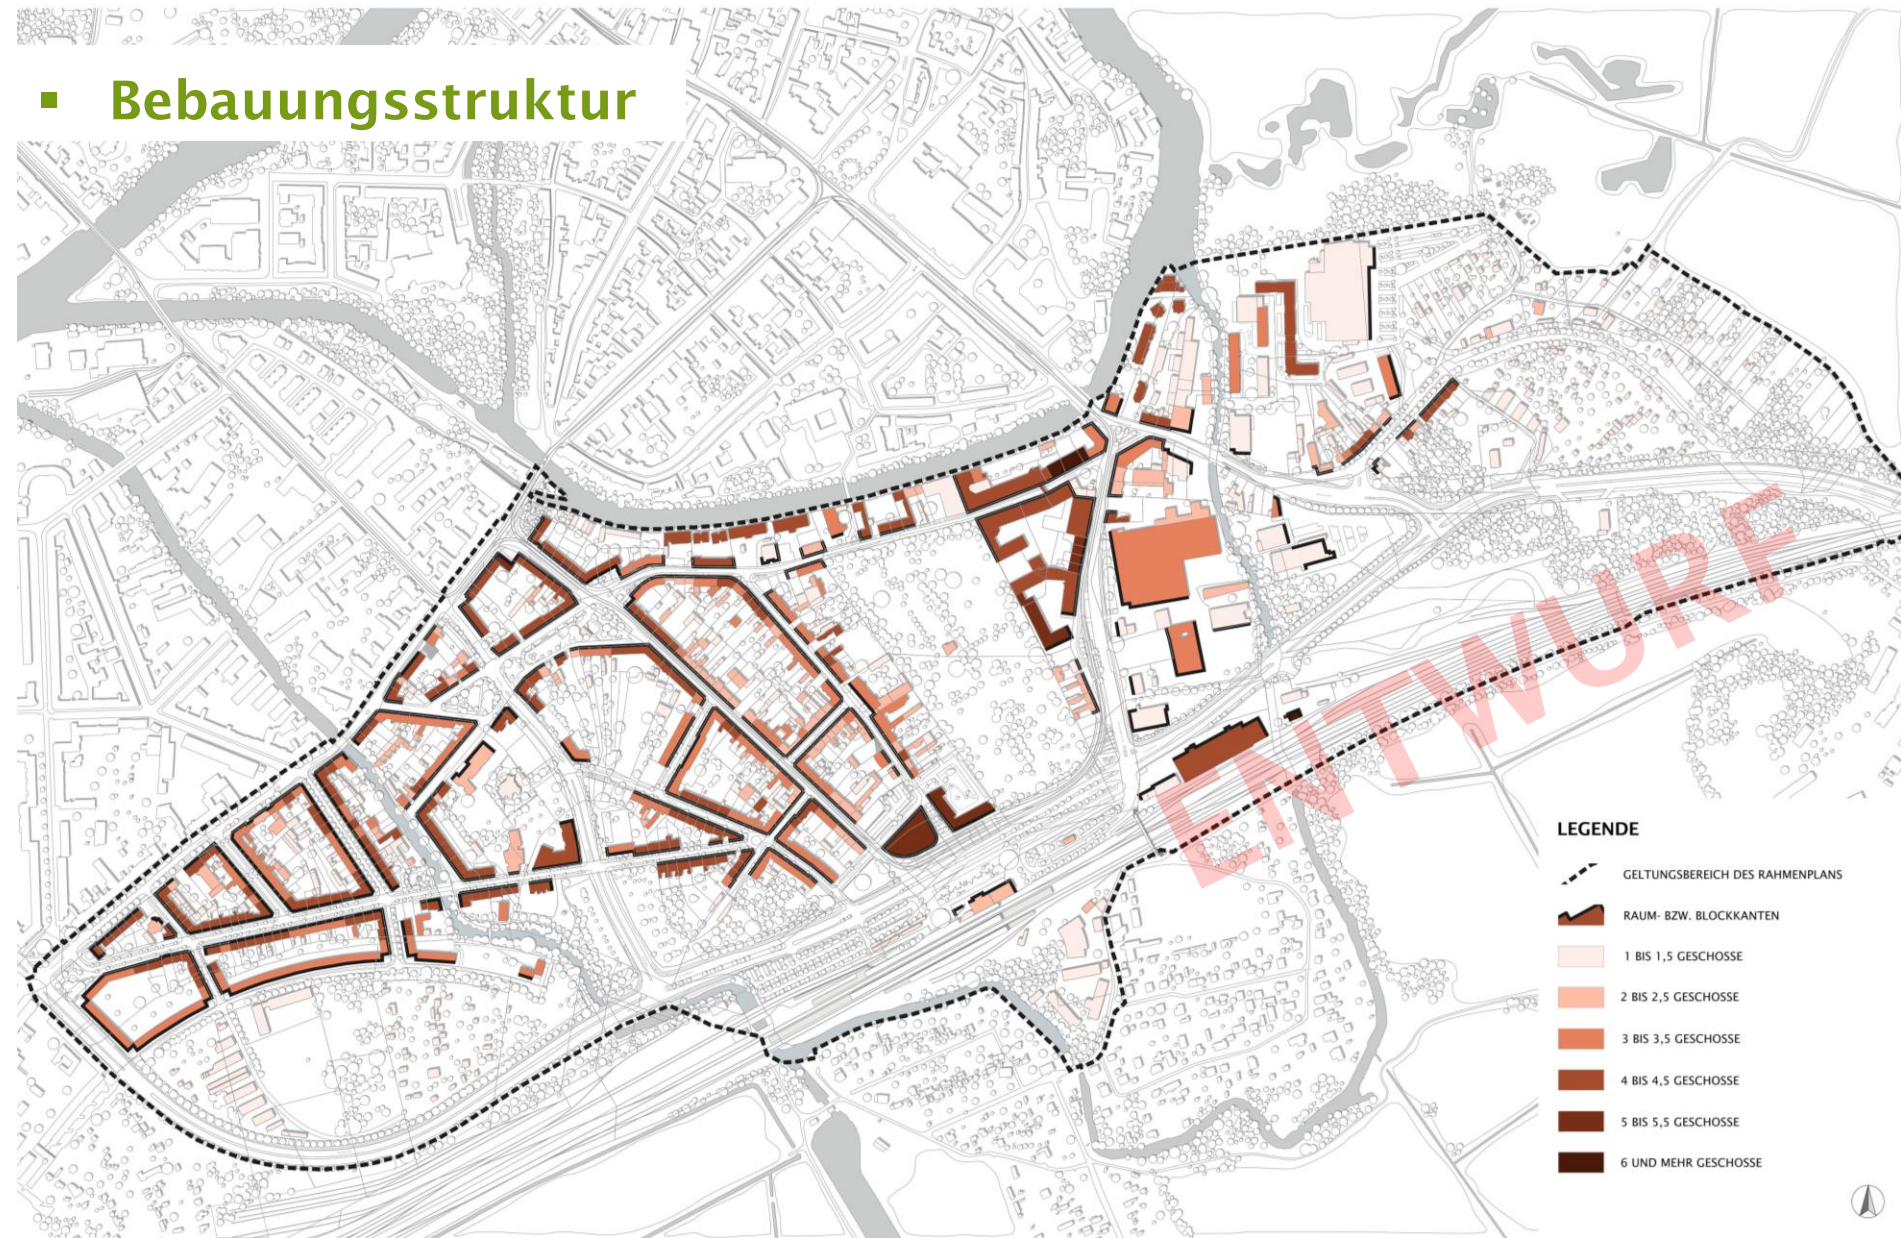 ▪ Bebauungsstruktur
ENTWURF
LEGENDE
GELTUNGSBEREICH DES RAHMENPLANS
RAUM- BZW. BLOCKKANTEN
1 BIS 1,5 GESCHOSSE
2 BIS 2,5 GESCHOSSE
3 BIS 3,5 GESCHOSSE
4 BIS 4,5 GESCHOSSE
5 BIS 5,5 GESCHOSSE
6 UND MEHR GESCHOSSE